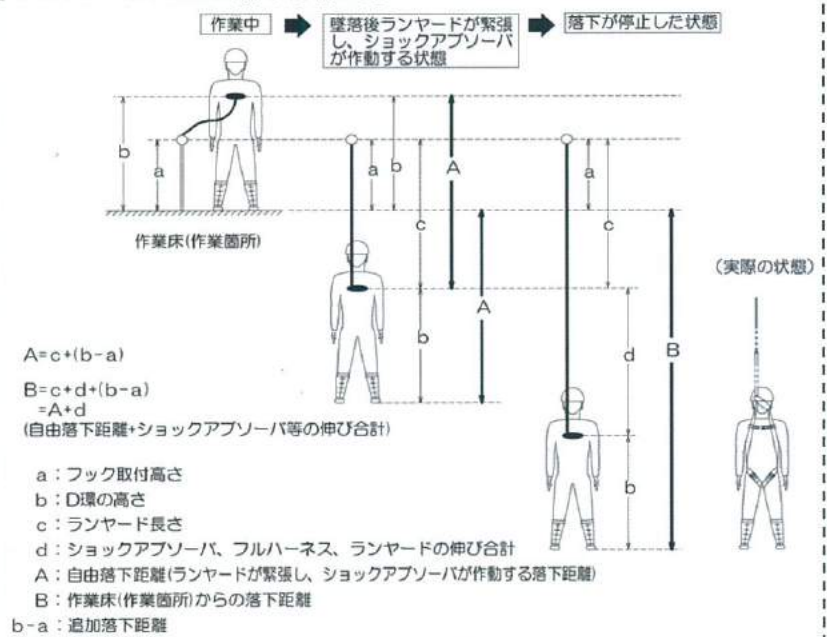 作業中
墜落後ランヤードが緊張
し、ショックアブソーバ
が作動する状態
落下が停止した状態
b
a
a
b
c
A
a
c
作業床(作業箇所)
(実際の状態)
b
A
d
B
b
A=c+(b-a)
B=c+d+(b-a)
=A+d
(自由落下距離+ショックアブソーバ等の伸び合計)
a：フック取付高さ
b：D環の高さ
c：ランヤード長さ
d：ショックアブソーバ、フルハーネス、ランヤードの伸び合計
A：自由落下距離(ランヤードが緊張し、ショックアブソーバが作動する落下距離)
B：作業床(作業箇所)からの落下距離
b-a：追加落下距離